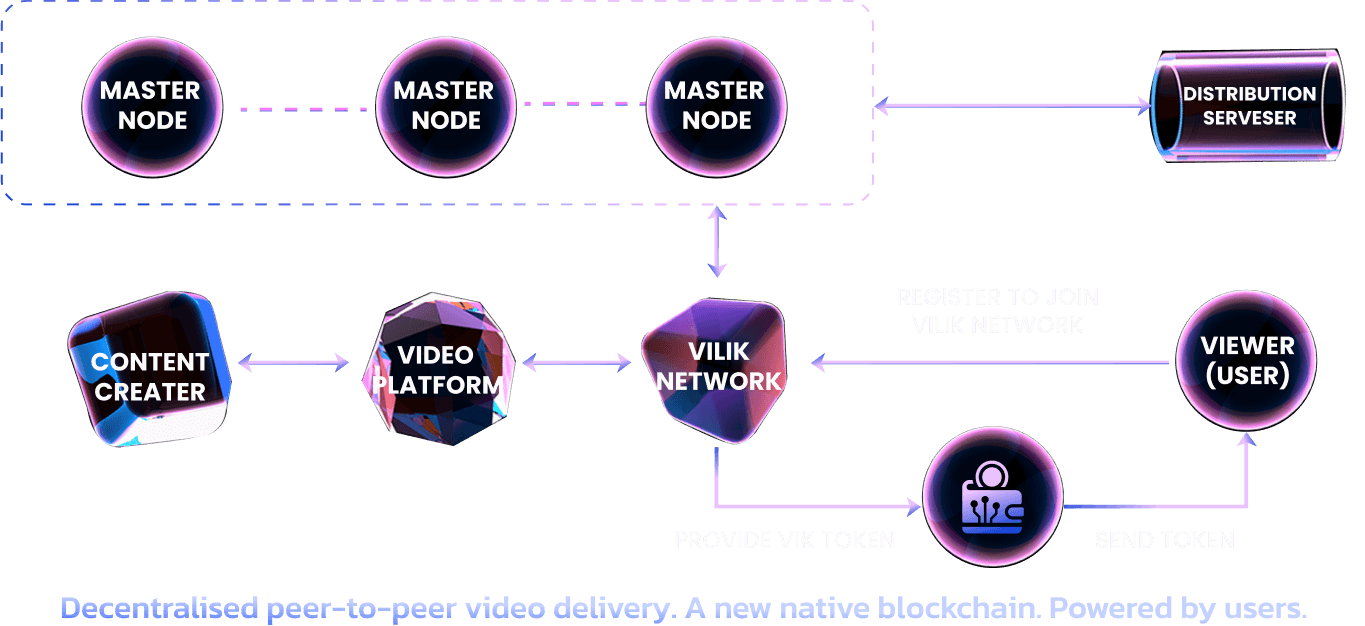 MASTER
NODE
MASTER
NODE
MASTER
NODE
DISTRIBUTION
SERVESER
CONTENT
CREATER
VIDEO
PLATFORM
VILIK
NETWORK
REGISTER TO JOIN
VILIK NETWORK
VIEWER
(USER)
PROVIDE VIK TOKEN
SEND TOKEN
Decentralised peer-to-peer video delivery. A new native blockchain. Powered by users.